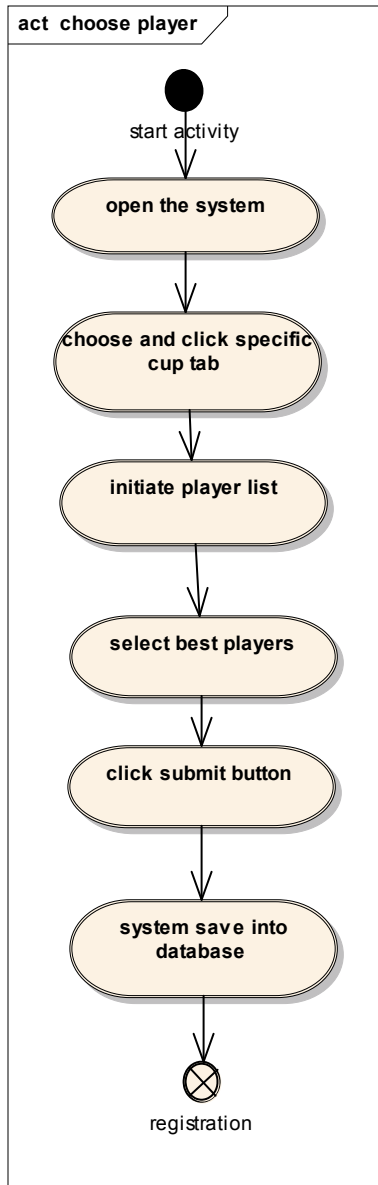 act choose player
start activity
open the system
choose and click specific
cup tab
initiate player list
select best players
click submit button
system save into
database
registration